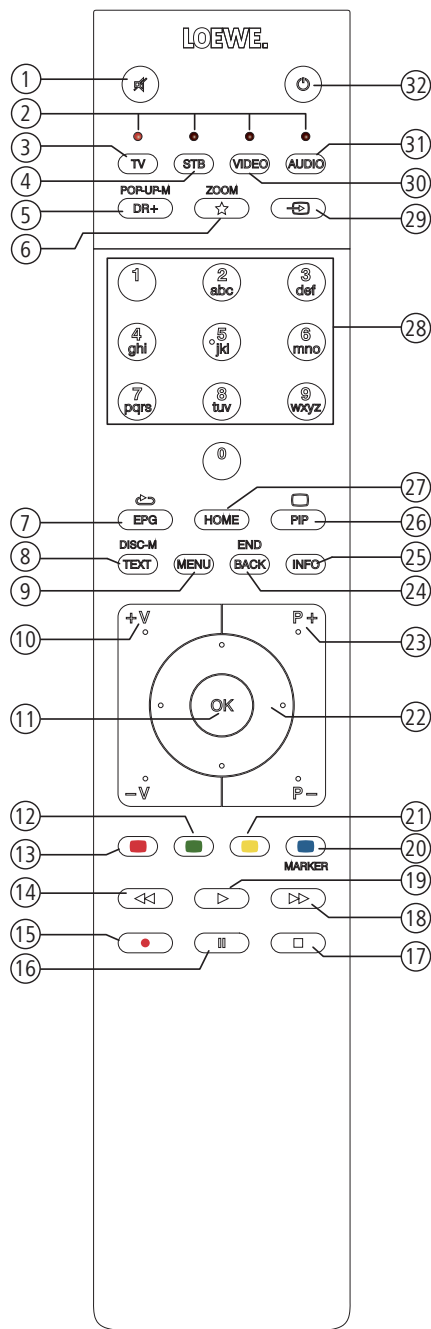 LOEWE.
1
32
2
3
TV
STB
VIDEO
AUDIO
31
4
30
POP-UP-M
ZOOM
5
DR+
29
6
1
2
abc
3
def
28
4
ghi
5
jkl
6
mno
7
pqrs
8
tuv
9
wxyz
0
27
7
EPG
HOME
PIP
26
DISC-M
END
8
TEXT
MENU
BACK
INFO
25
9
24
10
+V
P+
23
11
OK
22
-V
P-
12
21
13
20
MARKER
14
19
18
15
16
17